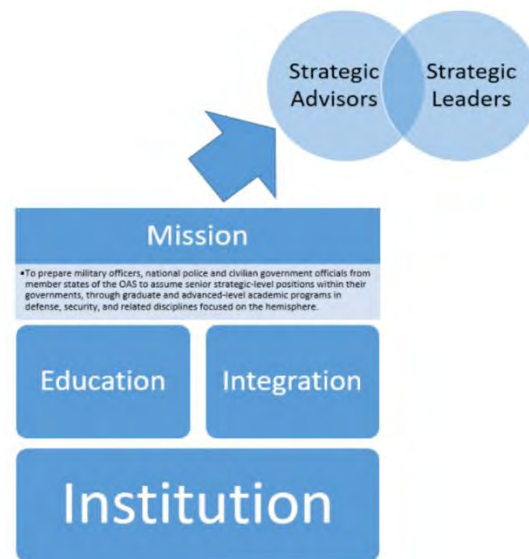 Strategic
Advisors
Strategic
Leaders
Mission
•To prepare military officers, national police and civilian government officials from
member states of the OAS to assume senior strategic-level positions within their
governments, through graduate and advanced-level academic programs in
defense, security, and related disciplines focused on the hemisphere.
Education
Integration
Institution